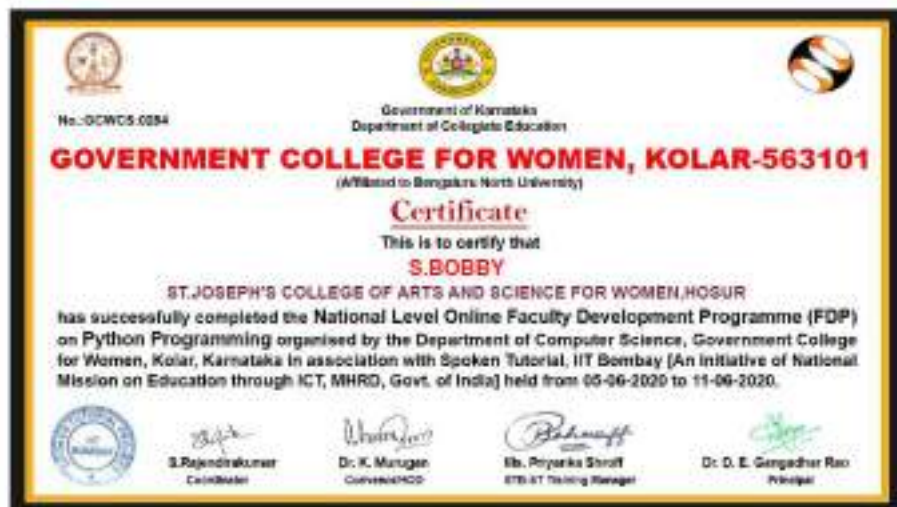 No.:GCWCS:0284
Government of Karnataka
Department of Collegiate Education
GOVERNMENT COLLEGE FOR WOMEN, KOLAR-563101
(Affiliated to Bengaluru North University)
Certificate
This is to certify that
S.BOBBY
ST.JOSEPH'S COLLEGE OF ARTS AND SCIENCE FOR WOMEN,HOSUR
has successfully completed the National Level Online Faculty Development Programme (FDP)
on Python Programming organised by the Department of Computer Science, Government College
for Women, Kolar, Karnataka in association with Spoken Tutorial, IIT Bombay [An Initiative of National
Mission on Education through ICT, MHRD, Govt. of India] held from 05-06-2020 to 11-06-2020.
S.Rajendrakumar
Coordinator
Dr. K. Murugan
Convenor/HOD
Ms. Priyanka Shroff
Training Manager
Dr. D. E. Gangadhar Rao
Principal